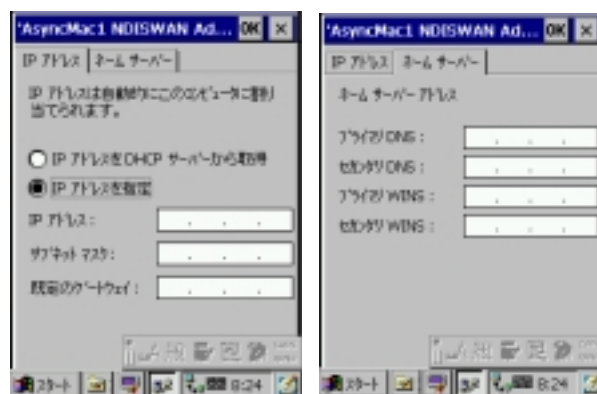 'AsyncMac1 NDISWAN Ad... OK ×
IP ｱﾄﾞﾚｽ ﾈｰﾑ ｻｰﾊﾞｰ
IP ｱﾄﾞﾚｽは自動的にこのｺﾝﾋﾟｭｰﾀに割り
当てられます。
IP ｱﾄﾞﾚｽをDHCP ｻｰﾊﾞｰから取得
IP ｱﾄﾞﾚｽを指定
IP ｱﾄﾞﾚｽ:
ｻﾌﾞﾈｯﾄ ﾏｽｸ:
既定のｹﾞｰﾄｳｪｲ:
ｽﾀｰﾄ 8:24
'AsyncMac1 NDISWAN Ad... OK ×
IP ｱﾄﾞﾚｽ ﾈｰﾑ ｻｰﾊﾞｰ
ﾈｰﾑ ｻｰﾊﾞｰ ｱﾄﾞﾚｽ
ﾌﾟﾗｲﾏﾘ DNS:
ｾｶﾝﾀﾞﾘ DNS:
ﾌﾟﾗｲﾏﾘ WINS:
ｾｶﾝﾀﾞﾘ WINS:
ｽﾀｰﾄ 8:24